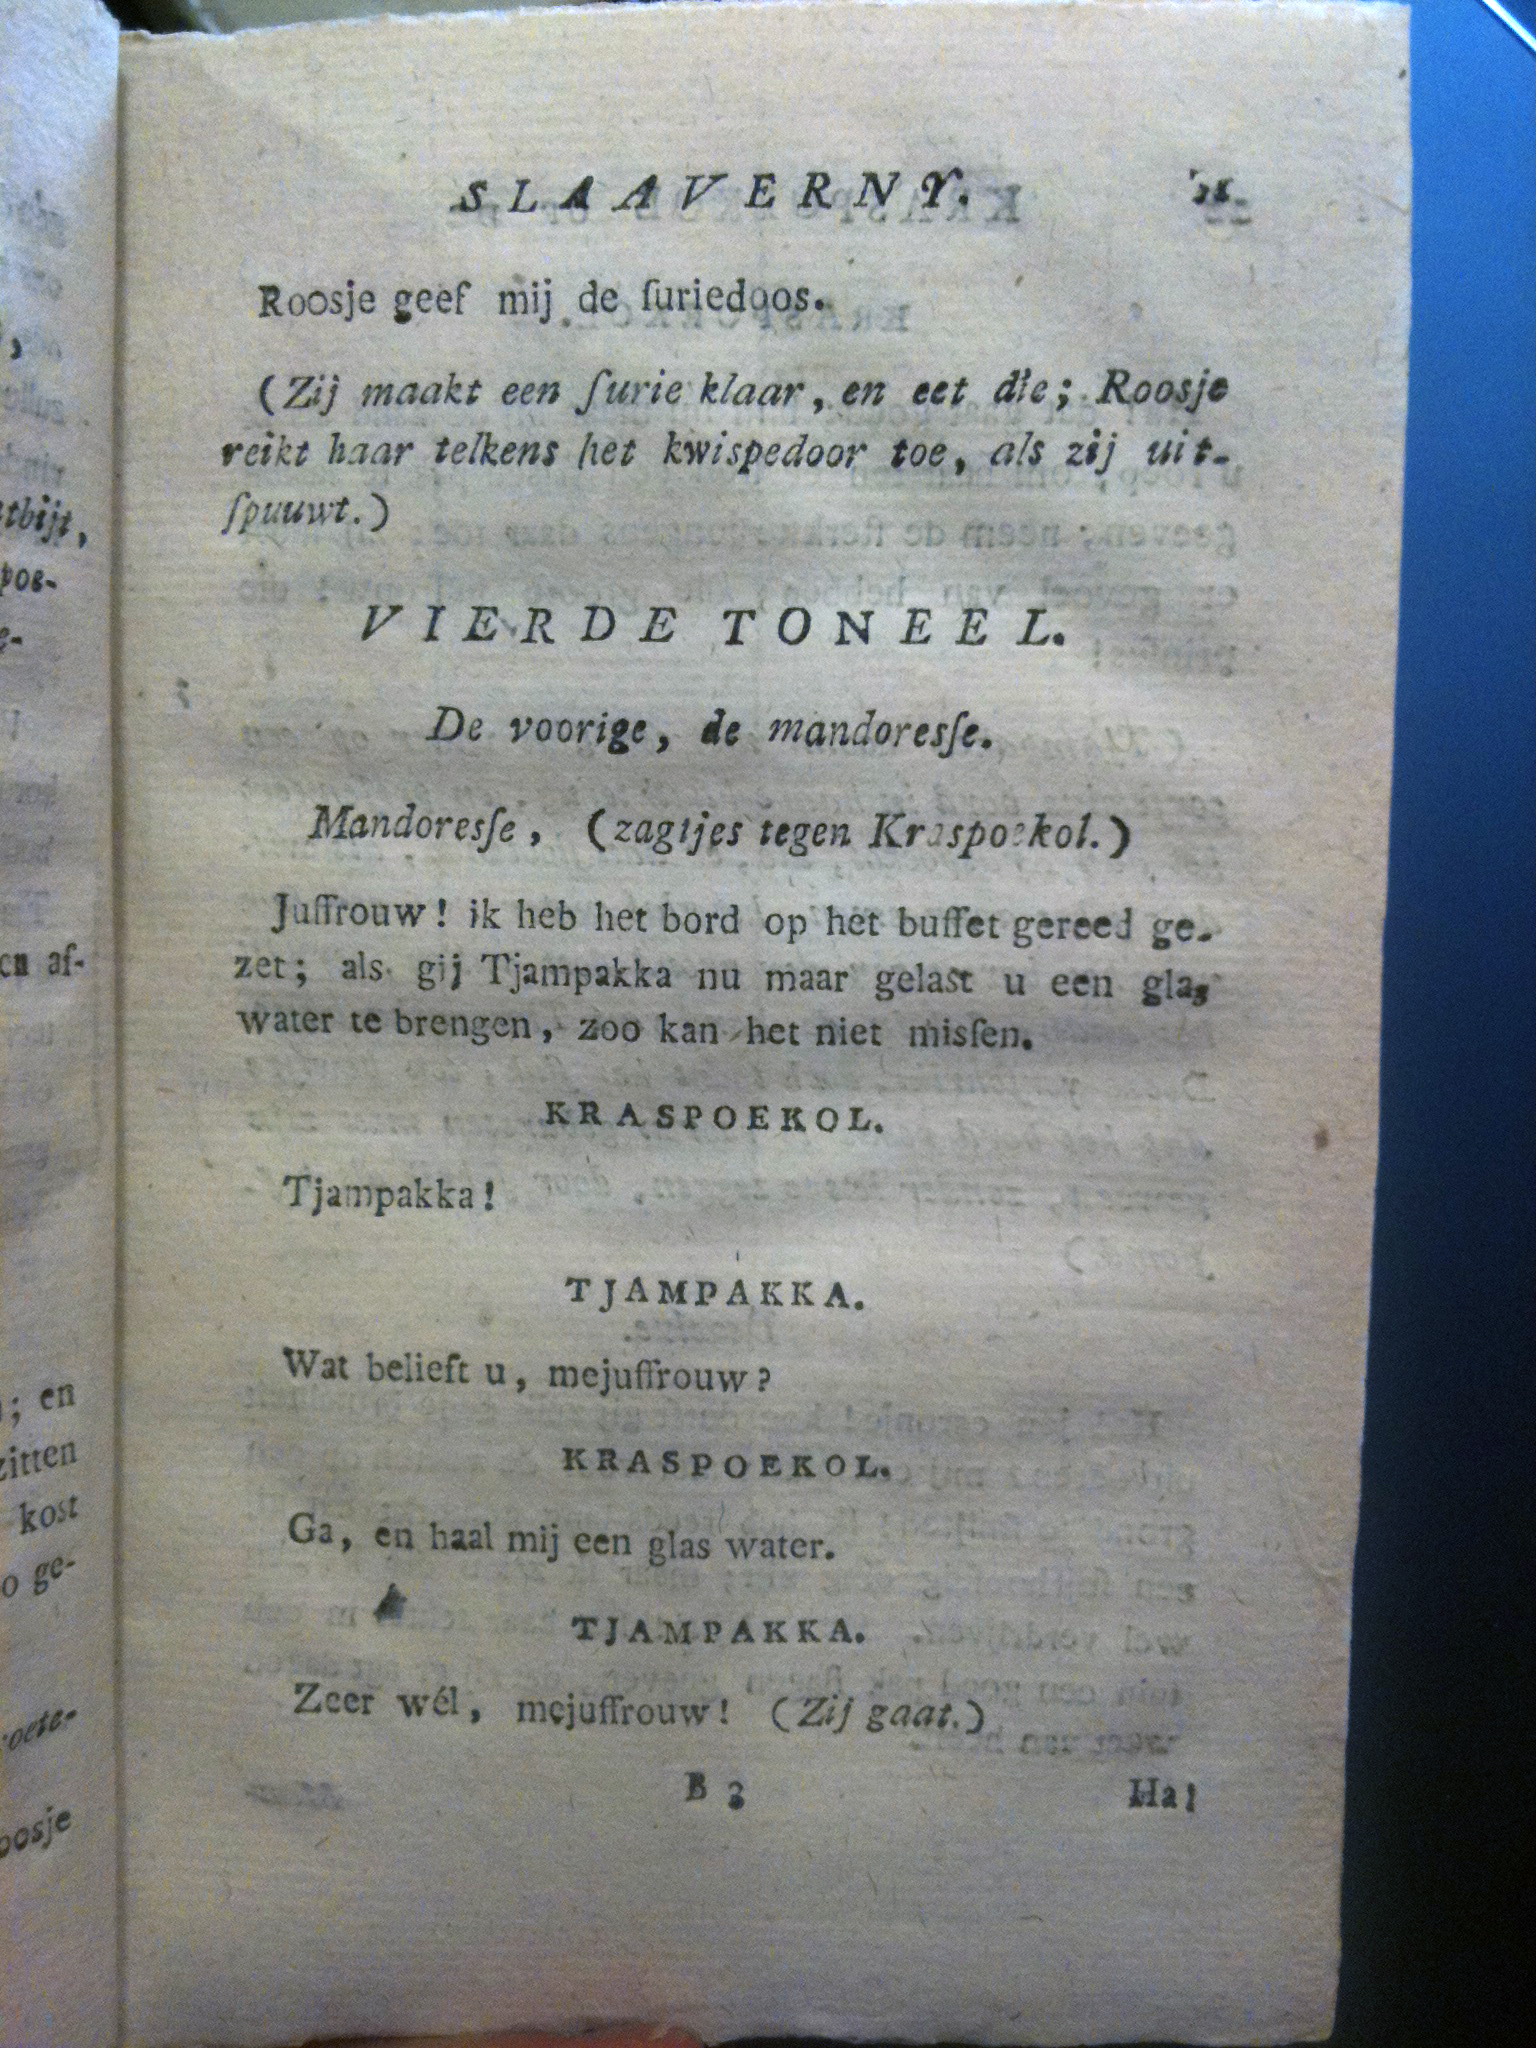 SLAAVERNY. 21
Roosje geef mij de ſuriedoos.
(Zij maakt een ſurie klaar, en eet die; Roosje
reikt haar telkens het kwispedoor toe, als zij uit-
ſpuuwt.)
VIERDE TONEEL.
De voorige, de mandoresſe.
Mandoresſe, (zagtjes tegen Kraspoekol.)
Juffrouw! ik heb het bord op het buffet gereed ge-
zet; als gij Tjampakka nu maar gelast u een glas
water te brengen, zoo kan het niet misſen.
KRASPOEKOL.
Tjampakka!
TJAMPAKKA.
Wat belieft u, mejuffrouw?
KRASPOEKOL.
Ga, en haal mij een glas water.
TJAMPAKKA.
Zeer wél, mejuffrouw! (Zij gaat.)
B 3 Ha!